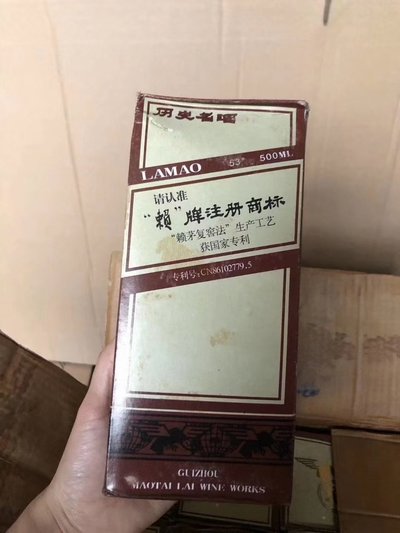 历史名酒
LAMAO 53° 500ML
请认准
“賴”牌注册商标
“赖茅复窖法”生产工艺
获国家专利
专利号:CN86102779.5
GUIZHOU
MAOTAI LAI WINE WORKS